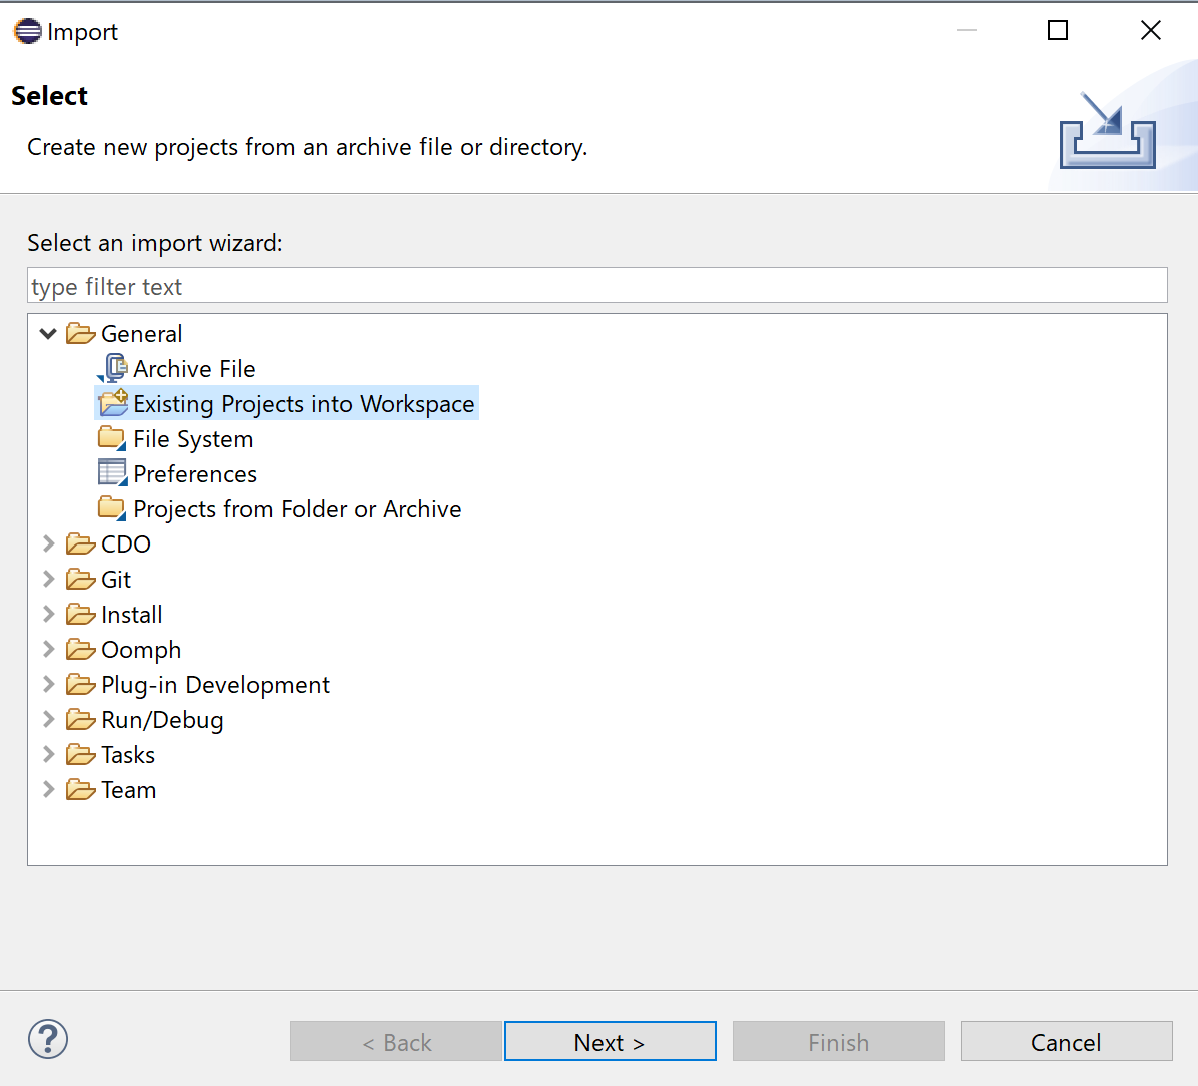 Import
Select
Create new projects from an archive file or directory.
Select an import wizard:
type filter text
General
Archive File
Existing Projects into Workspace
File System
Preferences
Projects from Folder or Archive
CDO
Git
Install
Oomph
Plug-in Development
Run/Debug
Tasks
Team
? < Back Next > Finish Cancel